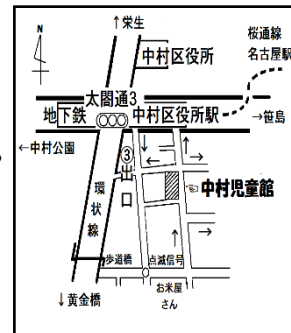 ↑栄生
N
中村区役所
桜通線
名古屋駅
太閤通3
地下鉄
中村区役所駅
→笹島
←中村公園
③出口
環状線
☜中村児童館
歩道橋
点滅信号
お米屋さん
↓黄金橋